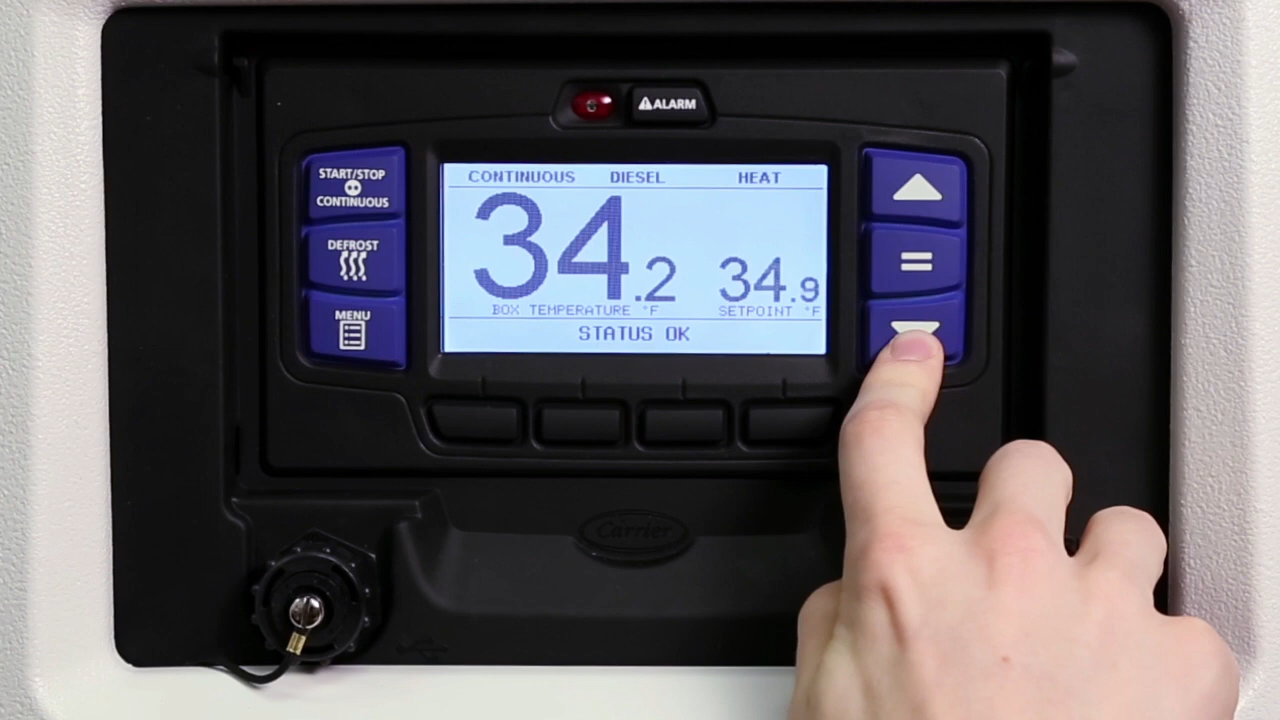 ALARM
START/STOP
CONTINUOUS
DEFROST
MENU
CONTINUOUS DIESEL HEAT
34.2 34.9
BOX TEMPERATURE °F SETPOINT °F
STATUS OK
=
Carrier